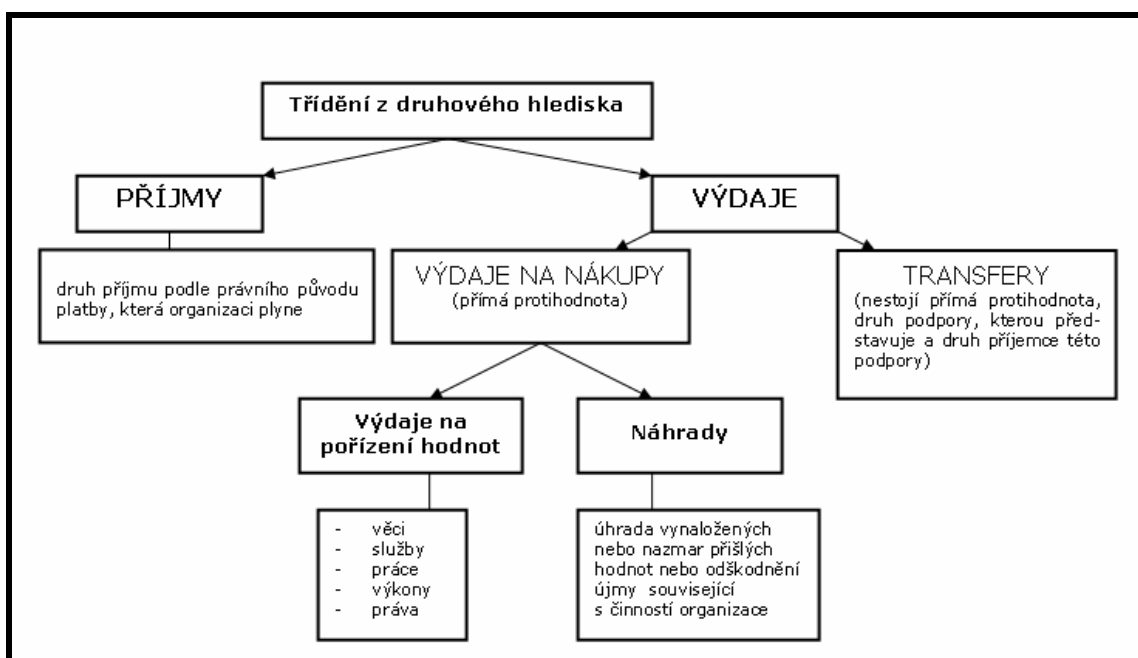 Třídění z druhového hlediska
PŘÍJMY
VÝDAJE
druh příjmu podle právního původu
platby, která organizaci plyne
VÝDAJE NA NÁKUPY
(přímá protihodnota)
TRANSFERY
(nestojí přímá protihodnota,
druh podpory, kterou před-
stavuje a druh příjemce této
podpory)
Výdaje na
pořízení hodnot
Náhrady
- věci
- služby
- práce
- výkony
- práva
úhrada vynaložených
nebo nazmar přišlých
hodnot nebo odškodnění
újmy související
s činností organizace